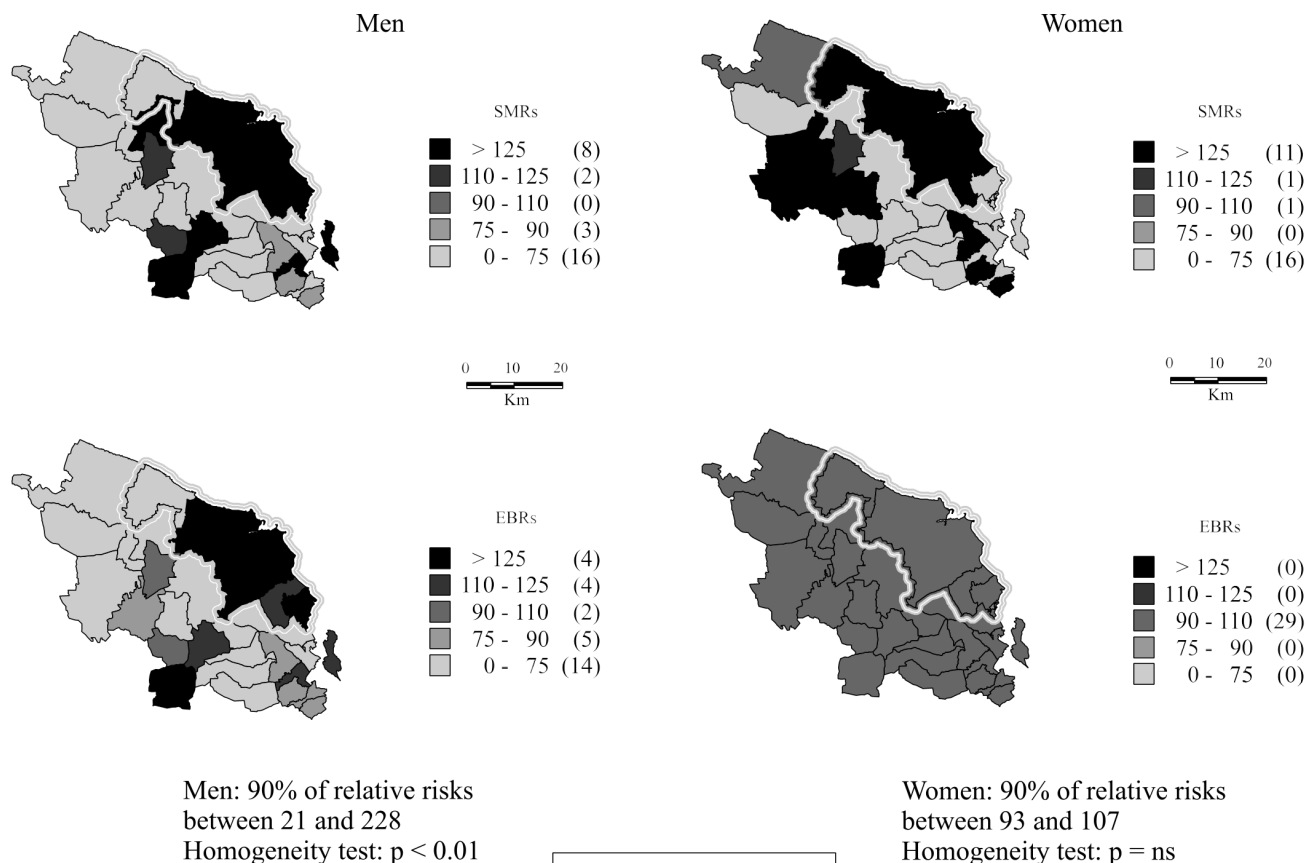 Men
Women
SMRs
> 125 (8)
110 - 125 (2)
90 - 110 (0)
75 - 90 (3)
0 - 75 (16)
SMRs
> 125 (11)
110 - 125 (1)
90 - 110 (1)
75 - 90 (0)
0 - 75 (16)
0 10 20
Km
0 10 20
Km
EBRs
> 125 (4)
110 - 125 (4)
90 - 110 (2)
75 - 90 (5)
0 - 75 (14)
EBRs
> 125 (0)
110 - 125 (0)
90 - 110 (29)
75 - 90 (0)
0 - 75 (0)
Men: 90% of relative risks
between 21 and 228
Homogeneity test: p < 0.01
Women: 90% of relative risks
between 93 and 107
Homogeneity test: p = ns